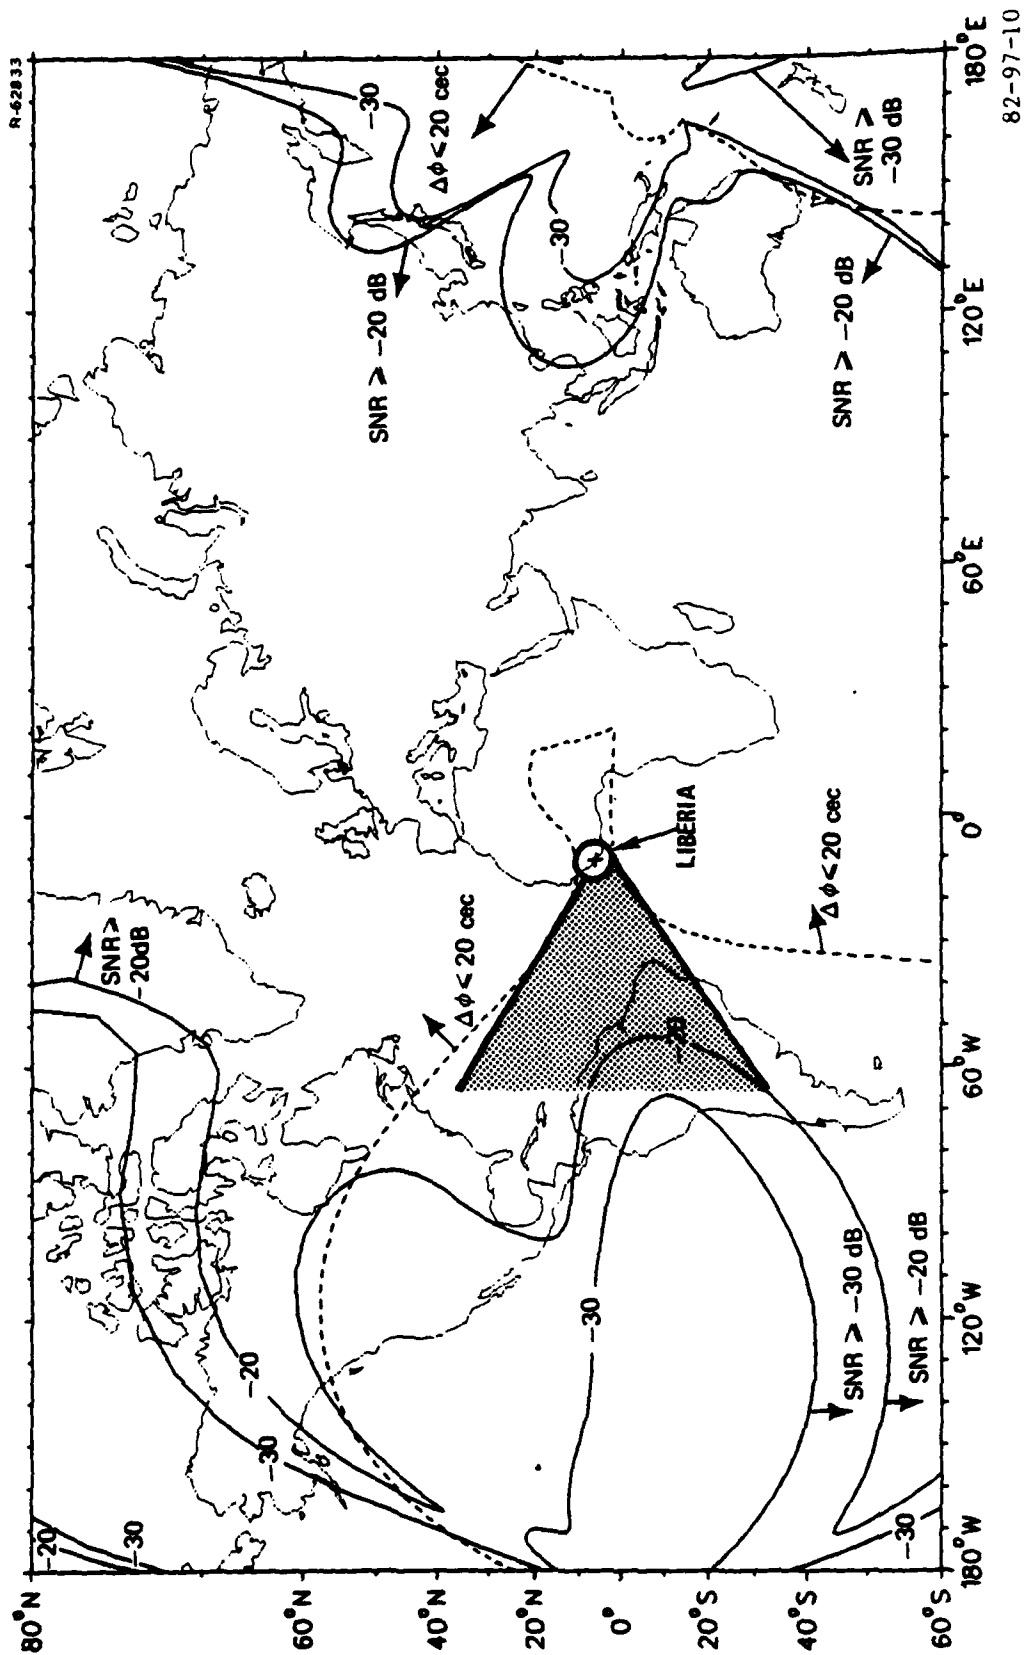 R-62833
80°N
60°N
40°N
20°N
0°
20°S
40°S
60°S
180°W
120°W
60°W
0°
60°E
120°E
180°E
-20
-30
-20
-30
SNR ≥
-20dB
Δϕ < 20 cec
-30
SNR ≥ -30 dB
SNR ≥ -20 dB
-30
LIBERIA
Δϕ < 20 cec
SNR ≥ -20 dB
-30
Δϕ < 20 cec
-30
SNR ≥ -20 dB
SNR ≥
-30 dB
82-97-10